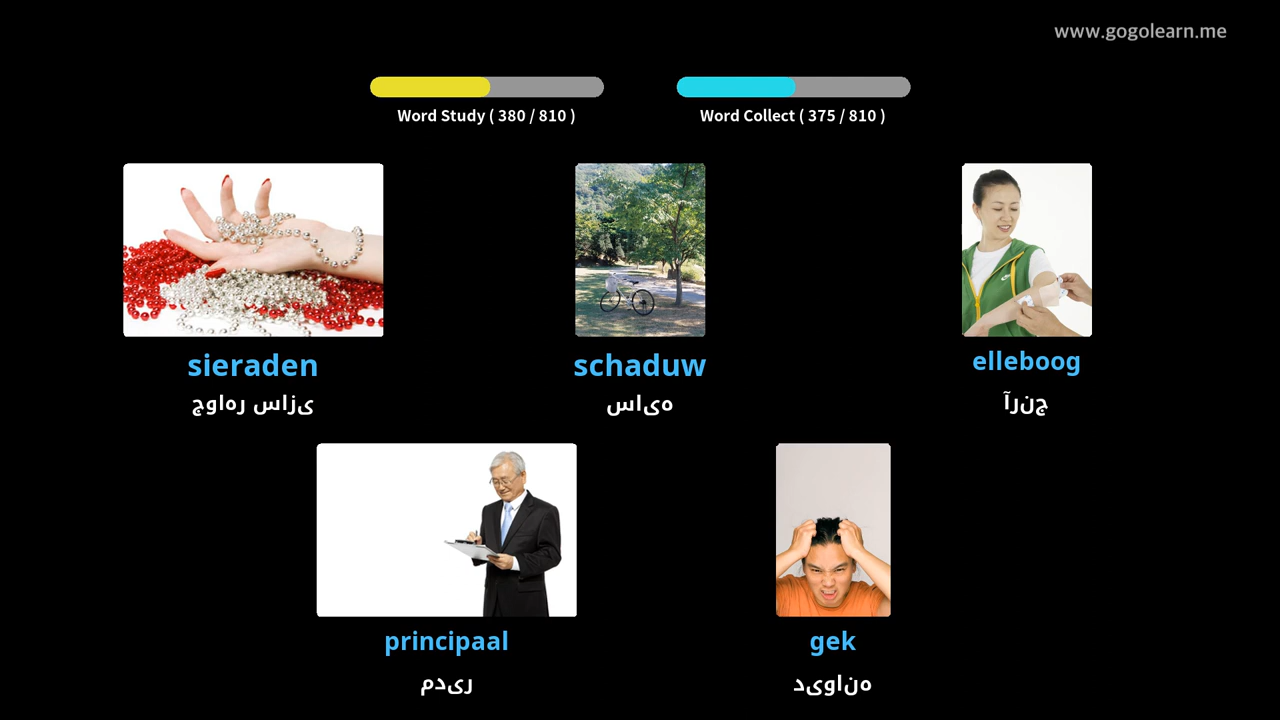 www.gogolearn.me
Word Study ( 380 / 810 )
Word Collect ( 375 / 810 )
sieraden
جواهر سازی
schaduw
سایه
elleboog
آرنج
principaal
مدیر
gek
دیوانه